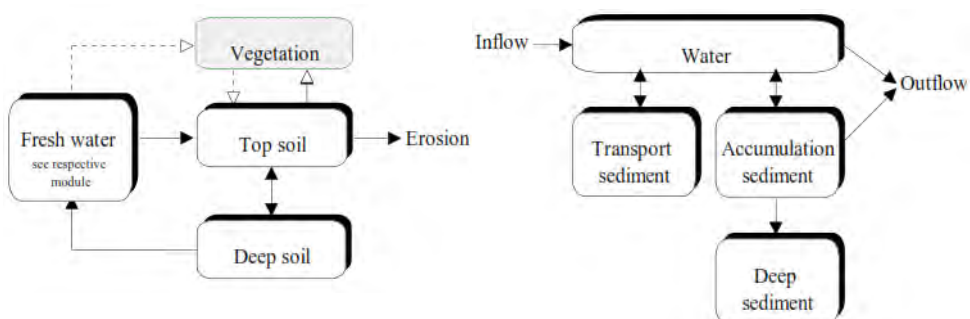 Vegetation
Fresh water
see respective
module
Top soil
Erosion
Deep soil
Inflow
Water
Outflow
Transport
sediment
Accumulation
sediment
Deep
sediment